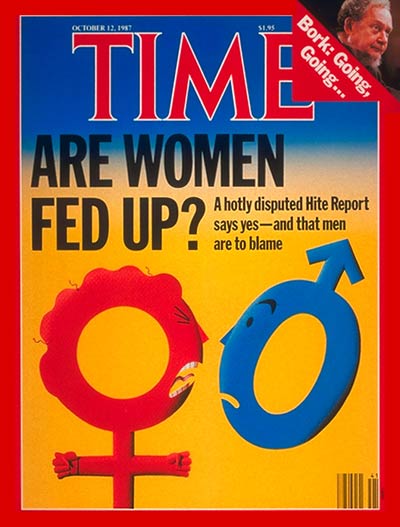 OCTOBER 12, 1987
$1.95
TIME
Bork: Going,
Going...
ARE WOMEN
FED UP?
A hotly disputed Hite Report
says yes—and that men
are to blame
41